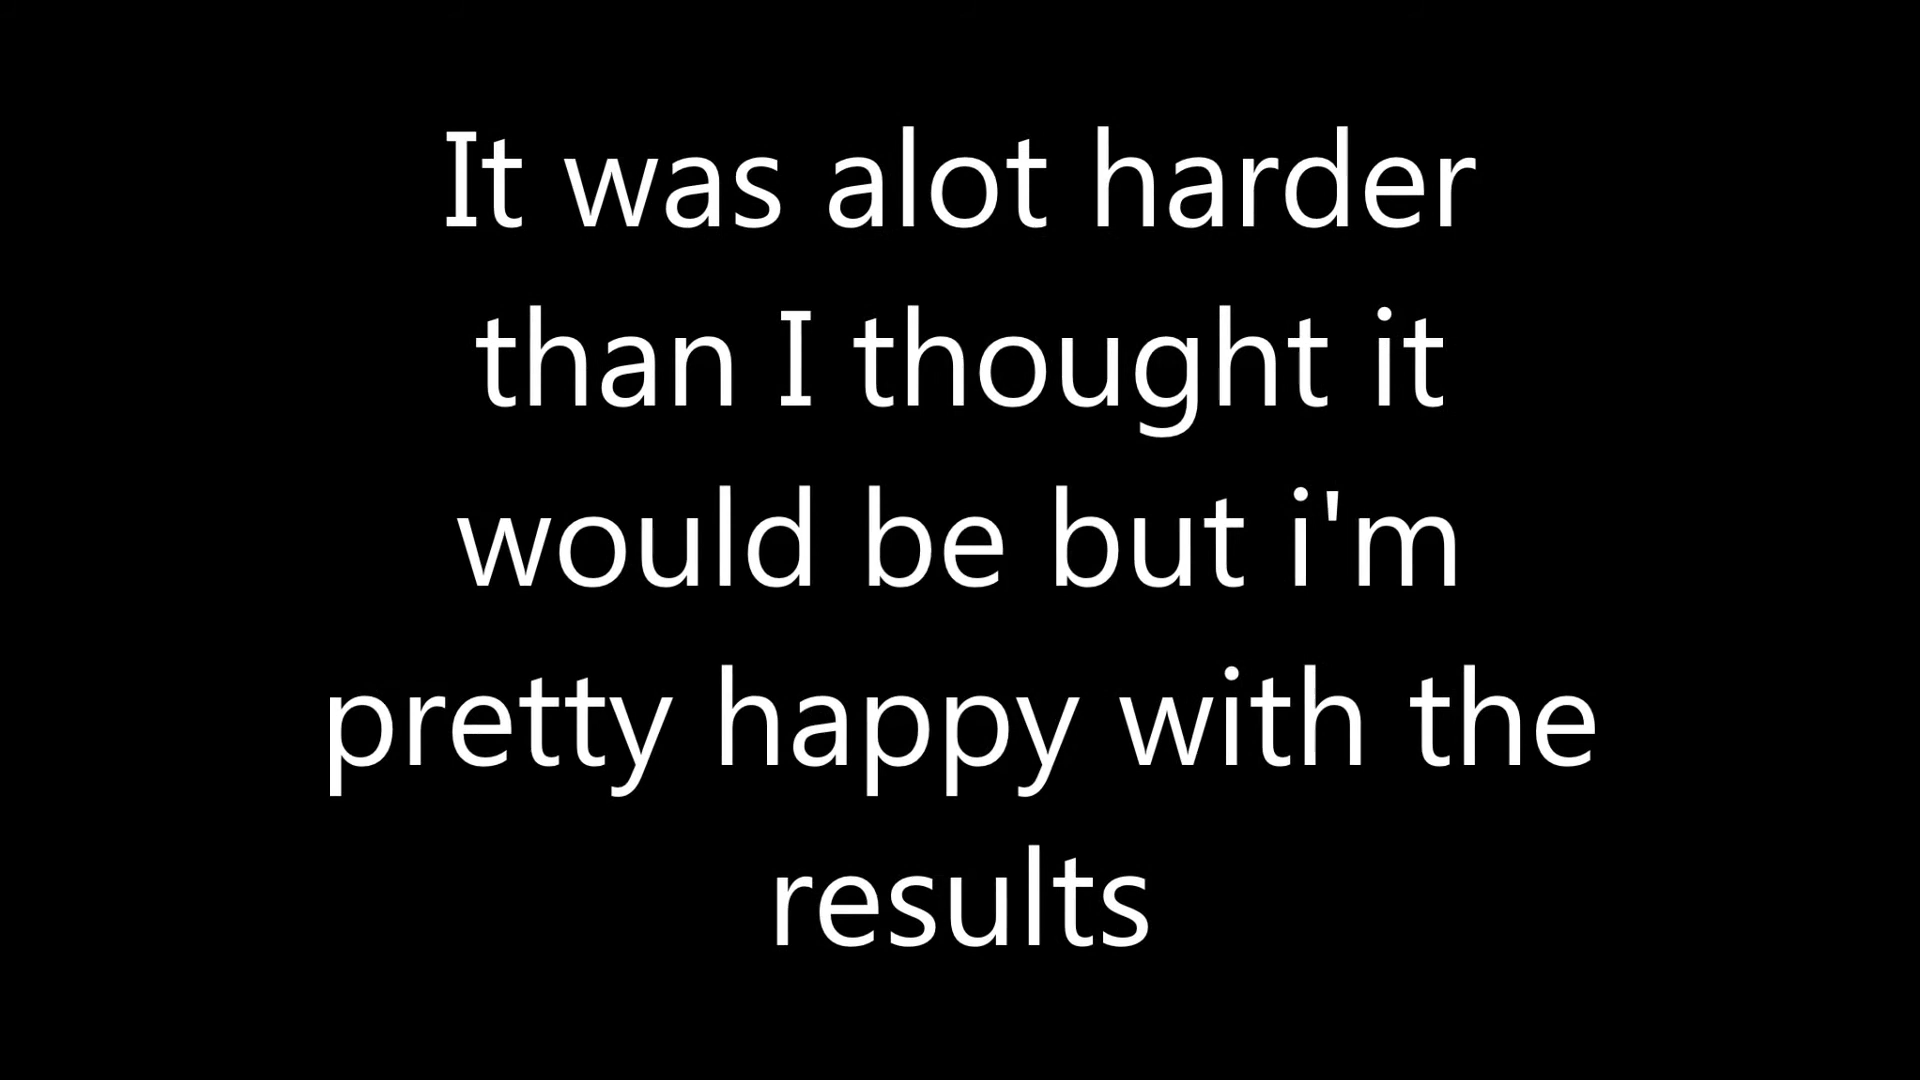 It was alot harder
than I thought it
would be but i'm
pretty happy with the
results